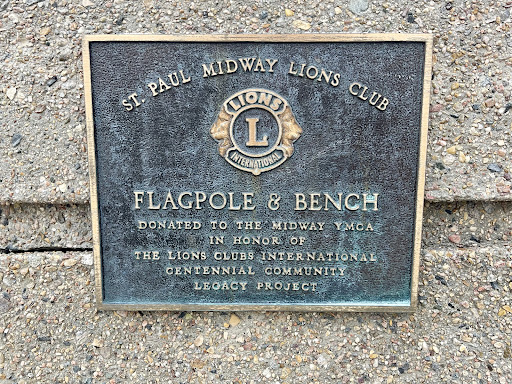 ST. PAUL MIDWAY LIONS CLUB
LIONS
L
INTERNATIONAL
FLAGPOLE & BENCH
DONATED TO THE MIDWAY YMCA
IN HONOR OF
THE LIONS CLUBS INTERNATIONAL
CENTENNIAL COMMUNITY
LEGACY PROJECT